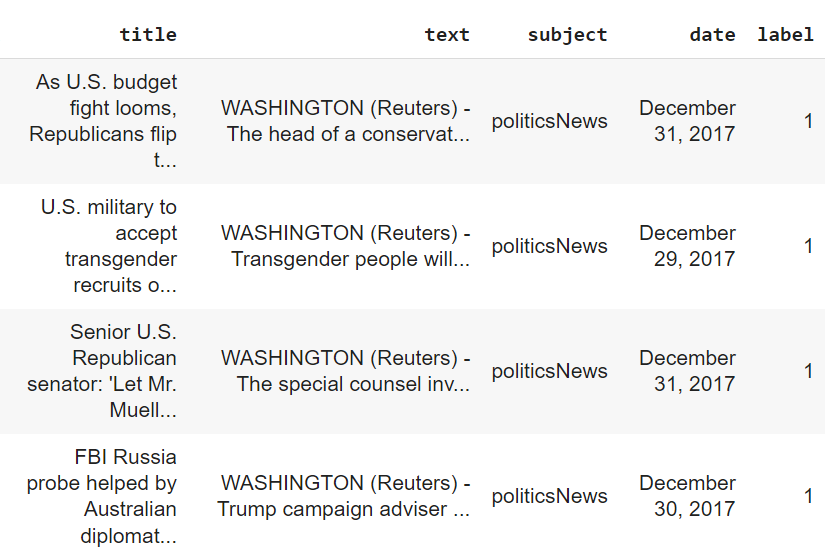 title text subject date label
As U.S. budget
fight looms,
Republicans flip
t...
WASHINGTON (Reuters) -
The head of a conservat...
politicsNews
December
31, 2017
1
U.S. military to
accept
transgender
recruits o...
WASHINGTON (Reuters) -
Transgender people will...
politicsNews
December
29, 2017
1
Senior U.S.
Republican
senator: 'Let Mr.
Muell...
WASHINGTON (Reuters) -
The special counsel inv...
politicsNews
December
31, 2017
1
FBI Russia
probe helped by
Australian
diplomat...
WASHINGTON (Reuters) -
Trump campaign adviser ...
politicsNews
December
30, 2017
1